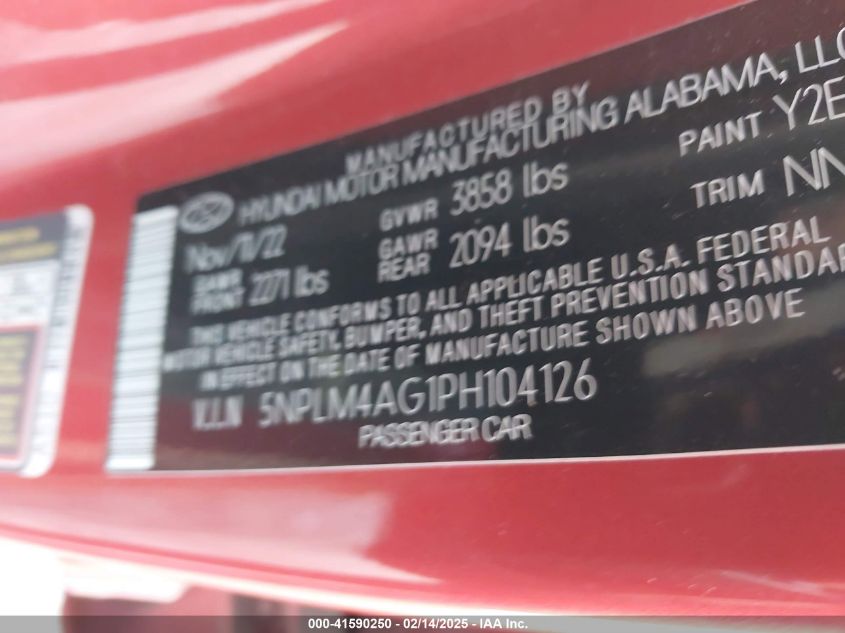 MANUFACTURED BY
HYUNDAI MOTOR MANUFACTURING ALABAMA, LLC
Nov/11/22 GVWR 3858 lbs PAINT Y2E
GAWR FRONT 2271 lbs GAWR REAR 2094 lbs TRIM NN
THIS VEHICLE CONFORMS TO ALL APPLICABLE U.S.A. FEDERAL
MOTOR VEHICLE SAFETY, BUMPER, AND THEFT PREVENTION STANDAR
IN EFFECT ON THE DATE OF MANUFACTURE SHOWN ABOVE
V.I.N 5NPLM4AG1PH104126
PASSENGER CAR
000-41590250 - 02/14/2025 - IAA Inc.